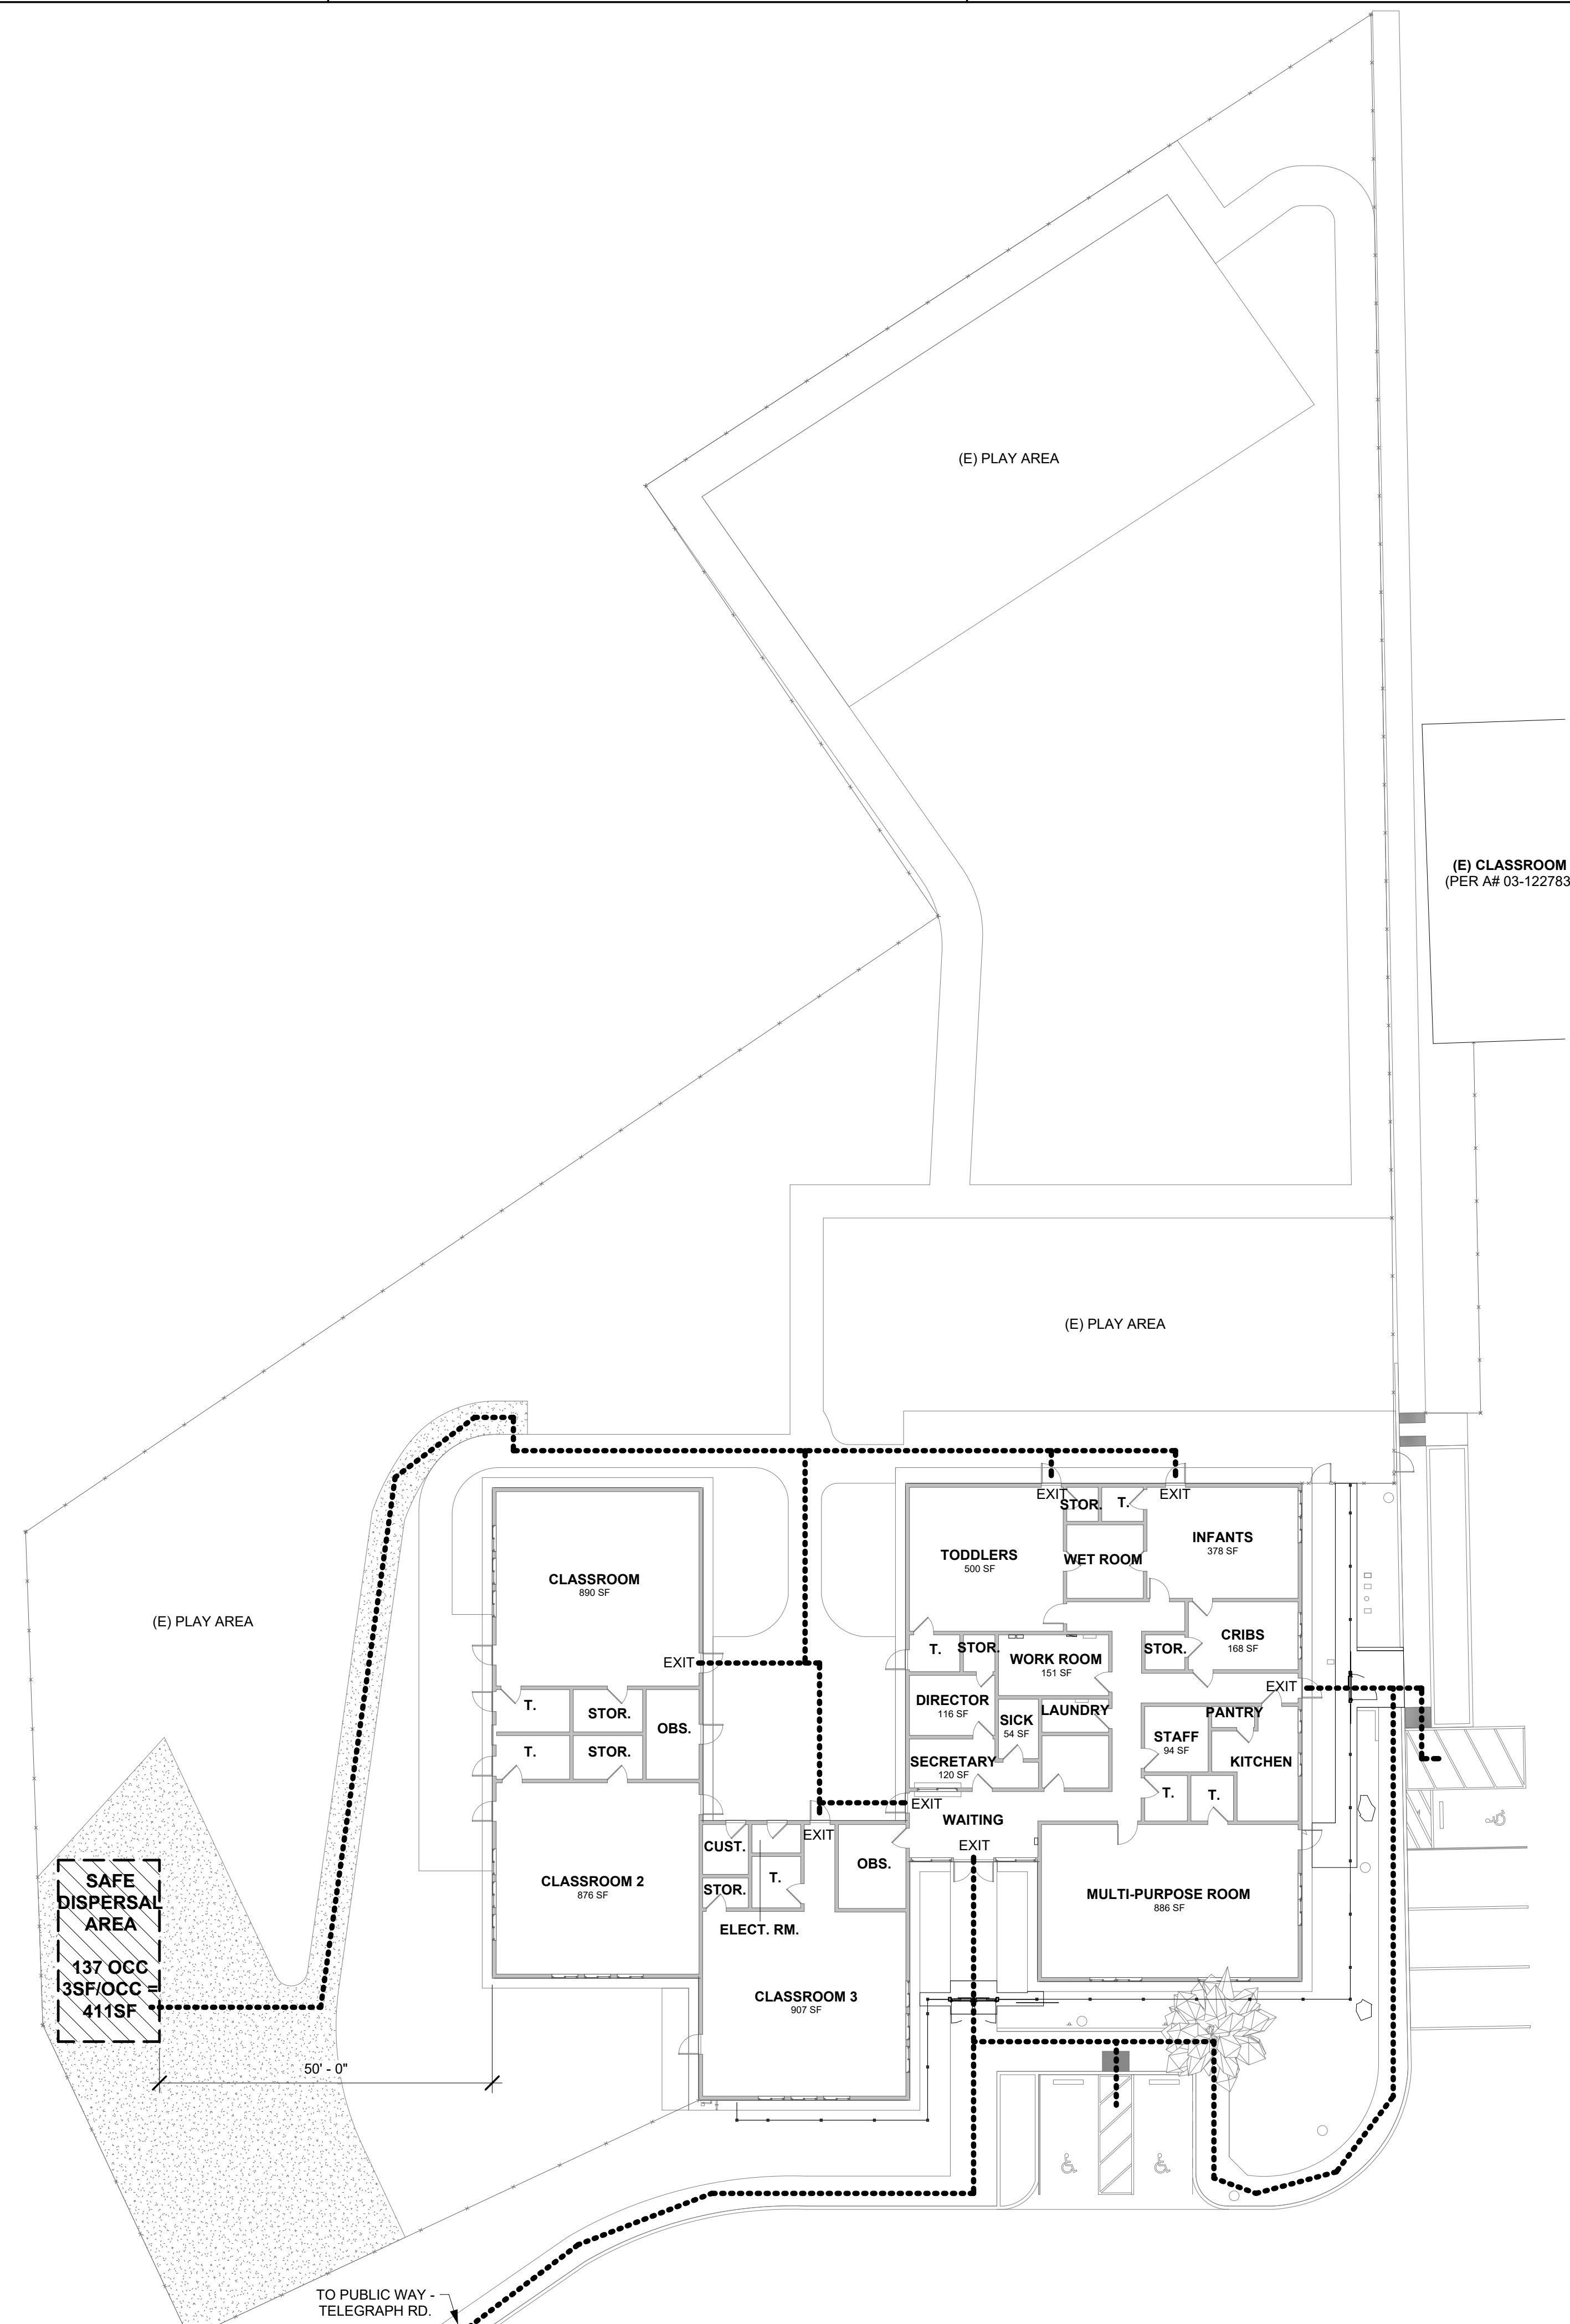 (E) PLAY AREA
(E) CLASSROOM
(PER A# 03-122783
(E) PLAY AREA
EXIT
STOR.
T.
EXIT
INFANTS
378 SF
TODDLERS
500 SF
WET ROOM
CLASSROOM
890 SF
(E) PLAY AREA
CRIBS
168 SF
T.
STOR.
WORK ROOM
151 SF
STOR.
EXIT
EXIT
DIRECTOR
116 SF
SICK
54 SF
LAUNDRY
PANTRY
T.
STOR.
OBS.
STAFF
94 SF
KITCHEN
T.
STOR.
SECRETARY
120 SF
T.
T.
EXIT
WAITING
EXIT
EXIT
CUST.
T.
OBS.
STOR.
ELECT. RM.
CLASSROOM 2
876 SF
MULTI-PURPOSE ROOM
886 SF
SAFE
DISPERSAL
AREA
137 OCC
3SF/OCC =
411SF
CLASSROOM 3
907 SF
50' - 0"
TO PUBLIC WAY -
TELEGRAPH RD.